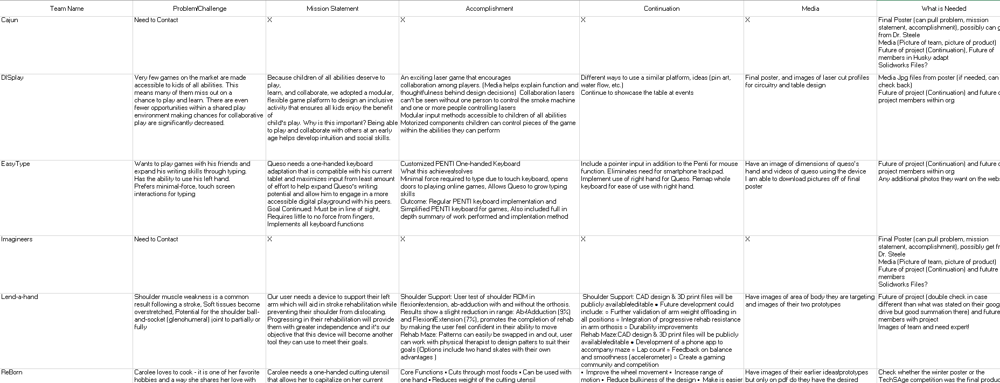 Team Name	Problem/Challenge	Mission Statement	Accomplishment	Continuation	Media	What is Needed
Cajun
Need to Contact
X
X
X
X
Final Poster (can pull problem, mission
statement, accomplishment), possibly can g
from Dr. Steele
Media (Picture of team, picture of product)
Future of project (Continuation), Future of
members in Husky adapt
Solidworks Files?
DISplay
Very few games on the market are made
accessible to kids of all abilities. This
means many of them miss out on a
chance to play and learn. There are even
fewer opportunities within a shared play
environment making chances for collaborative
play are significantly decreased.
Because children of all abilities deserve to
play,
learn, and collaborate, we adopted a modular,
flexible game platform to design an inclusive
activity that ensures all kids enjoy the benefit
of
child's play. Why is this important? Being able
to play and collaborate with others at an early
age helps develop intuition and social skills.
An exciting laser game that encourages
collaboration among players. (Media helps explain function and
thoughtfulness behind design decisions)  Collaboration lasers
can't be seen without one person to control the smoke machine
and one or more people controlling lasers
Modular input methods accessible to children of all abilities
Motorized components children can control pieces of the game
within the abilities they can perform
Different ways to use a similar platform, ideas (pin art,
water flow, etc.)
Continue to showcase the table at events
Final poster, and images of laser cut profiles
for circuitry and table design
Media Jpg files from poster (if needed, can
check back)
Future of project (Continuation) and future o
project members within org
EasyType
Wants to play games with his friends and
expand his writing skills through typing.
Has the ability to use his left hand.
Prefers minimal-force, touch screen
interactions for typing
Queso needs a one-handed keyboard
adaptation that is compatible with his current
tablet and maximizes input from least amount
of effort to help expand Queso's writing
potential and allow him to engage in a more
accessible digital playground with his peers.
Goal Continued: Must be in line of sight,
Requires little to no force from fingers,
Implements all keyboard functions
Customized PENTI One-handed Keyboard
What this achieves/solves
Minimal force required to type due to touch keyboard, opens
doors to playing online games, Allows Queso to grow typing
skills
Outcome: Regular PENTI keyboard implementation and
Simplified PENTI keyboard for games, Also included full in
depth summary of work performed and implentation method
Include a pointer input in addition to the Penti for mouse
function. Eliminates need for smartphone trackpad.
Implement use of right hand for Queso. Remap whole
keyboard for ease of use with right hand.
Have an image of dimensions of queso's
hand and videos of queso using the device
I am able to download pictures off of final
poster
Future of project (Continuation) and future o
project members within org
Any additional photos they want on the webs
Imagineers
Need to Contact
X
X
X
X
Final Poster (can pull problem, mission
statement, accomplishment), possibly get fr
Dr. Steele
Media (Picture of team, picture of product)
Future of project (Continuation) and fututre
members
Solidworks Files?
Lend-a-hand
Shoulder muscle weakness is a common
result following a stroke, Soft tissues become
overstretched, Potential for the shoulder ball-
and-socket (glenohumeral) joint to partially or
fully
Our user needs a device to support their left
arm which will aid in stroke rehabilitation while
preventing their shoulder from dislocating.
Progressing in their rehabilitation will provide
them with greater independence and it's our
objective that this device will become another
tool they can use to meet their goals.
Shoulder Support: User test of shoulder ROM in
flexion/extension, ab-adduction with and without the orthosis.
Results show a slight reduction in range: Ab-/Adduction (9%)
and Flexion/Extension (7%), promotes the completion of rehab
by making the user feel confident in their ability to move
Rehab Maze: Patterns can easily be swapped in and out, user
can work with physical therapist to design patters to suit their
goals (Options include two hand skates with their own
advantages )
Shoulder Support: CAD design & 3D print files will be
publicly available/editable ● Future development could
include: ○ Further validation of arm weight offloading in
all positions ○ Integration of progressive rehab resistance
in arm orthosis ○ Durability improvements
Rehab Maze:CAD design & 3D print files will be publicly
available/editable ● Development of a phone app to
accompany maze ○ Lap count ○ Feedback on balance
and smoothness (accelerometer) ○ Create a gaming
community and competition
Have images of area of body they are targeting
and images of their two prototypes
Future of project (double check in case
different than what was stated on their goog
drive but good summation there) and future
members with project
Images of team and need expert!
ReBorn
Carolee loves to cook - it is one of her favorite
hobbies and a way she shares her love with
Carolee needs a one-handed cutting utensil
that allows her to capitalize on her current
Core Functions ▪ Cuts through most foods ▪ Can be used with
one hand ▪ Reduces weight of the cutting utensil
▪ Improve the wheel movement ▪ Increase range of
motion ▪ Reduce bulkiness of the design ▪ Make is easier
Have images of their earlier ideas/prototypes
but only on pdf do they have the desired
Check whether the winter poster or the
TechSAge competition was the final produc